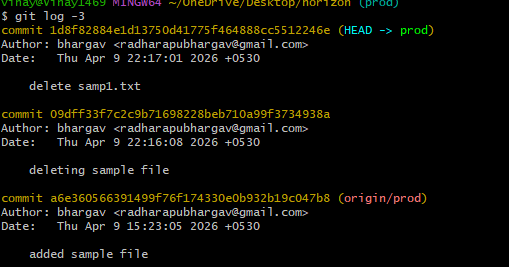 vinay@vinay1469 MINGW64 ~/OneDrive/Desktop/horizon (prod)
$ git log -3
commit 1d8f82884e1d13750d41775f464888cc5512246e (HEAD -> prod)
Author: bhargav <radharapubhargav@gmail.com>
Date:   Thu Apr 9 22:17:01 2026 +0530

    delete samp1.txt

commit 09dff33f7c2c9b71698228beb710a99f3734938a
Author: bhargav <radharapubhargav@gmail.com>
Date:   Thu Apr 9 22:16:08 2026 +0530

    deleting sample file

commit a6e360566391499f76f174330e0b932b19c047b8 (origin/prod)
Author: bhargav <radharapubhargav@gmail.com>
Date:   Thu Apr 9 15:23:05 2026 +0530

    added sample file